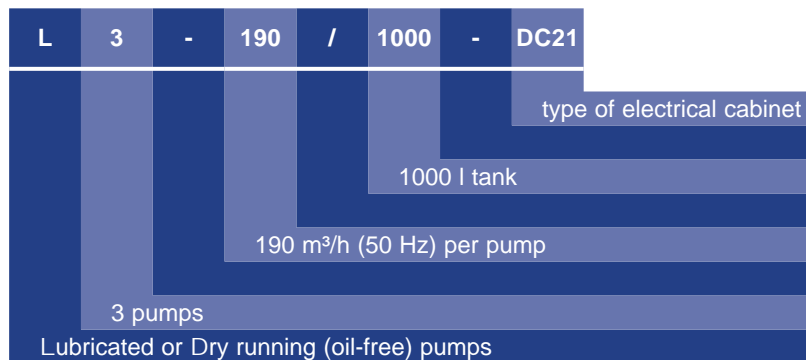 L 3 - 190 / 1000 - DC21
type of electrical cabinet
1000 l tank
190 m³/h (50 Hz) per pump
3 pumps
Lubricated or Dry running (oil-free) pumps